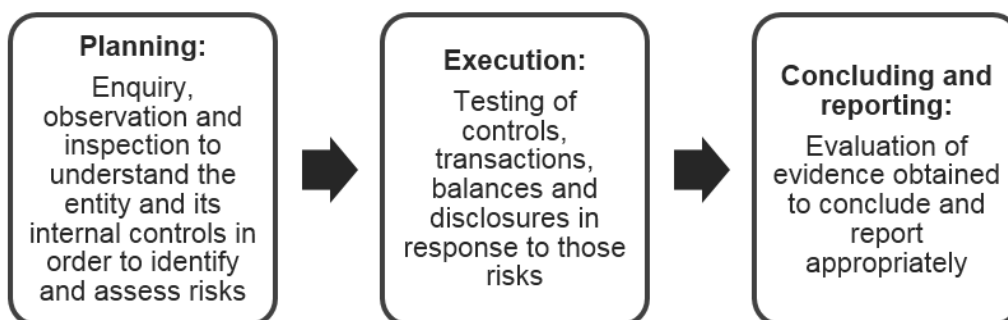 Planning:
Enquiry,
observation and
inspection to
understand the
entity and its
internal controls in
order to identify
and assess risks
Execution:
Testing of
controls,
transactions,
balances and
disclosures in
response to those
risks
Concluding and
reporting:
Evaluation of
evidence obtained
to conclude and
report
appropriately